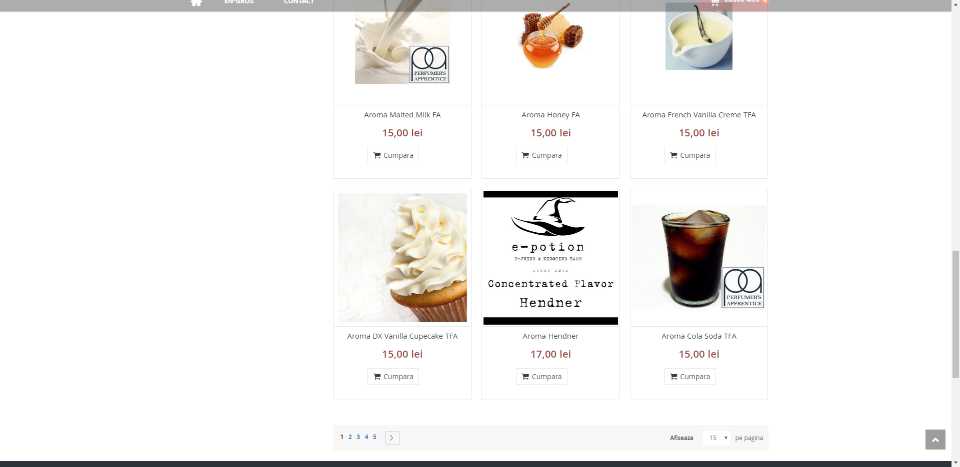 EN-GROS CONTACT
PERFUMER'S
APPRENTICE
Aroma Malted Milk FA
Aroma Honey FA
Aroma French Vanilla Creme TFA
15,00 lei
15,00 lei
15,00 lei
Cumpara
Cumpara
Cumpara
e-potion
Concentrated Flavor
Hendner
PERFUMER'S
APPRENTICE
Aroma DX Vanilla Cupecake TFA
Aroma Hendner
Aroma Cola Soda TFA
15,00 lei
17,00 lei
15,00 lei
Cumpara
Cumpara
Cumpara
1 2 3 4 5
Afiseaza 15 pe pagina